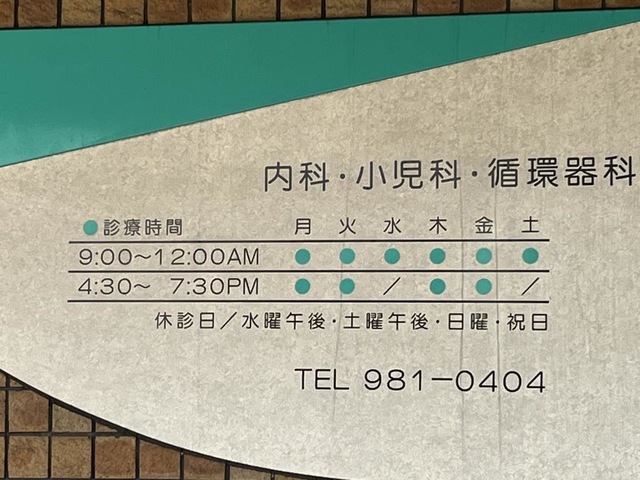 内科・小児科・循環器科
●診療時間 月 火 水 木 金 土
9:00～12:00AM ● ● ● ● ● ●
4:30～ 7:30PM ● ● ／ ● ● ／
休診日／水曜午後・土曜午後・日曜・祝日
TEL 981－0404